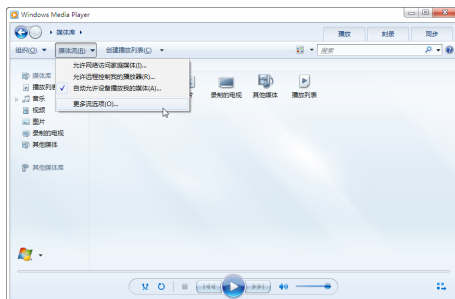 Windows Media Player
媒体库
播放 刻录 同步
组织(O) 媒体流(R) 创建播放列表(C) 搜索
允许网络访问家庭媒体(I)...
允许远程控制我的播放器(R)...
自动允许设备播放我的媒体(A)...
更多流选项(O)...
媒体库
播放列
音乐
视频
图片
录制的电视
其他媒体
其他媒体库
片 录制的电视 其他媒体 播放列表